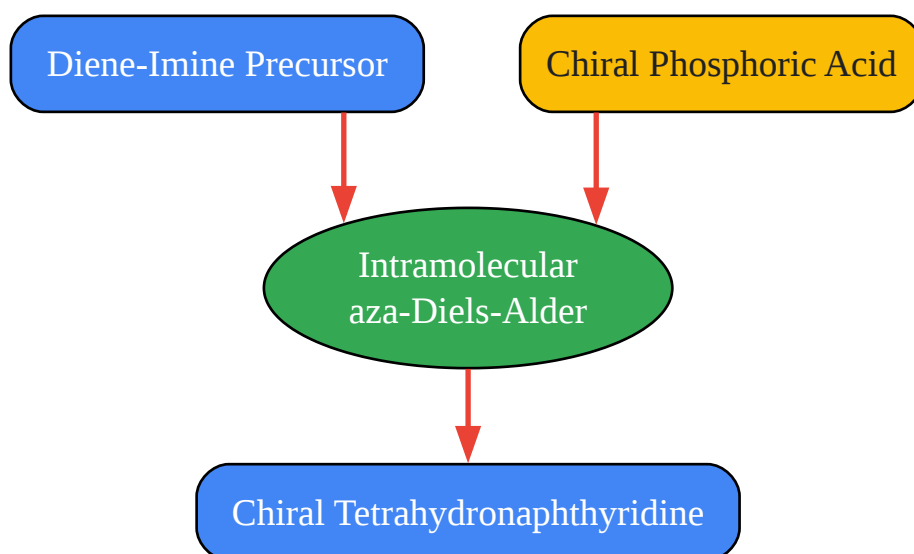 Diene-Imine Precursor
Chiral Phosphoric Acid
Intramolecular
aza-Diels-Alder
Chiral Tetrahydronaphthyridine